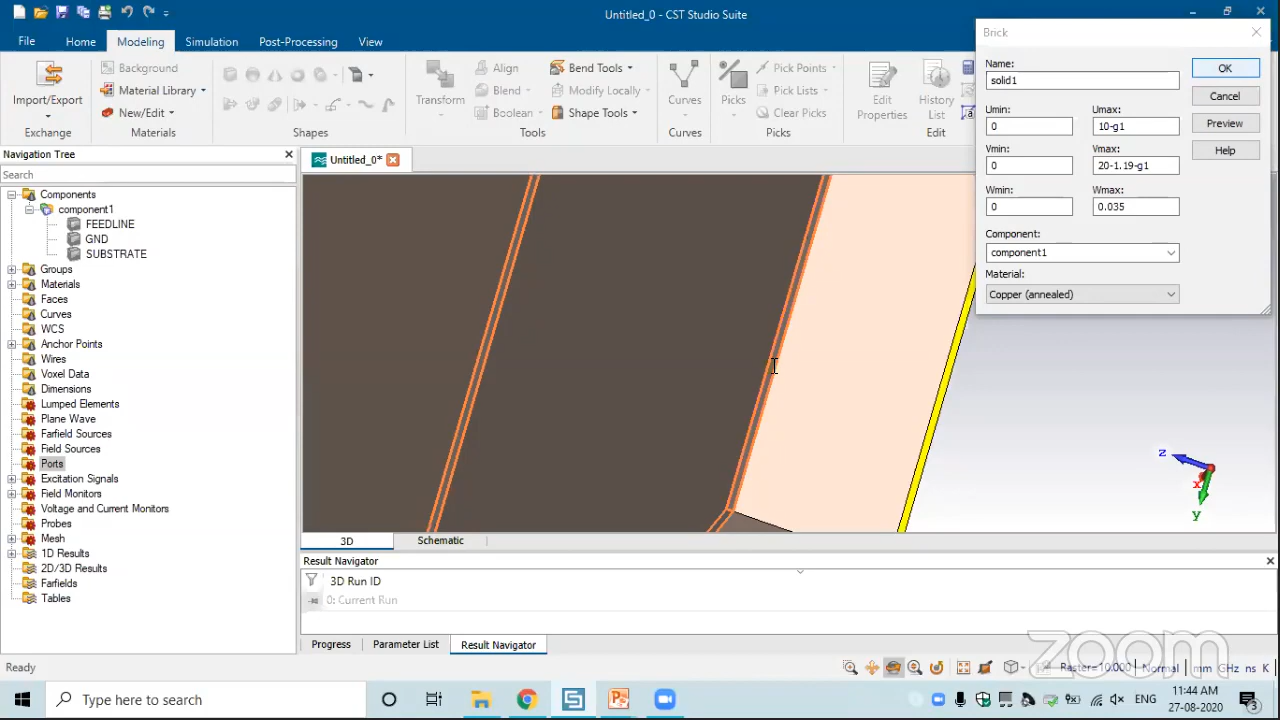 Untitled_0 - CST Studio Suite
File Home Modeling Simulation Post-Processing View
Background
Material Library
New/Edit
Import/Export
Exchange
Materials
Shapes
Transform
Align
Blend
Boolean
Bend Tools
Modify Locally
Shape Tools
Tools
Curves
Curves
Picks
Pick Points
Pick Lists
Clear Picks
Picks
Edit Properties
History List
Edit
Brick
Name:
solid1
OK
Cancel
Preview
Help
Umin: Umax:
0 10-g1
Vmin: Vmax:
0 20-1.19-g1
Wmin: Wmax:
0 0.035
Component:
component1
Material:
Copper (annealed)
Navigation Tree
Search
Components
component1
FEEDLINE
GND
SUBSTRATE
Groups
Materials
Faces
Curves
WCS
Anchor Points
Wires
Voxel Data
Dimensions
Lumped Elements
Plane Wave
Farfield Sources
Field Sources
Ports
Excitation Signals
Field Monitors
Voltage and Current Monitors
Probes
Mesh
1D Results
2D/3D Results
Farfields
Tables
Untitled_0*
z
x
y
3D Schematic
Result Navigator
3D Run ID
0: Current Run
Progress Parameter List Result Navigator
zoom
Ready
Raster=10.000 Normal mm GHz ns K
Type here to search
ENG
11:44 AM
27-08-2020
3